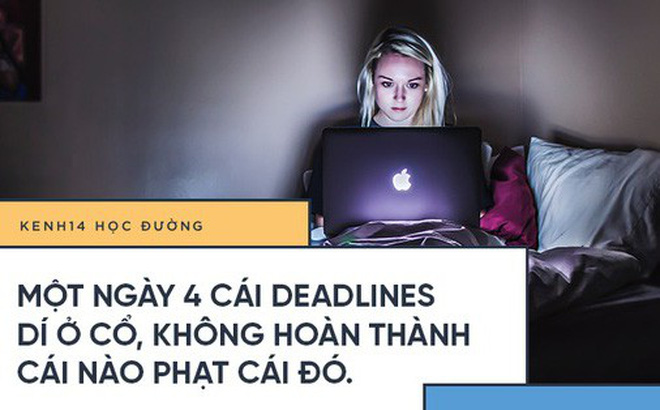 KENH14 HỌC ĐƯỜNG
MỘT NGÀY 4 CÁI DEADLINES
DÍ Ở CỔ, KHÔNG HOÀN THÀNH
CÁI NÀO PHẠT CÁI ĐÓ.